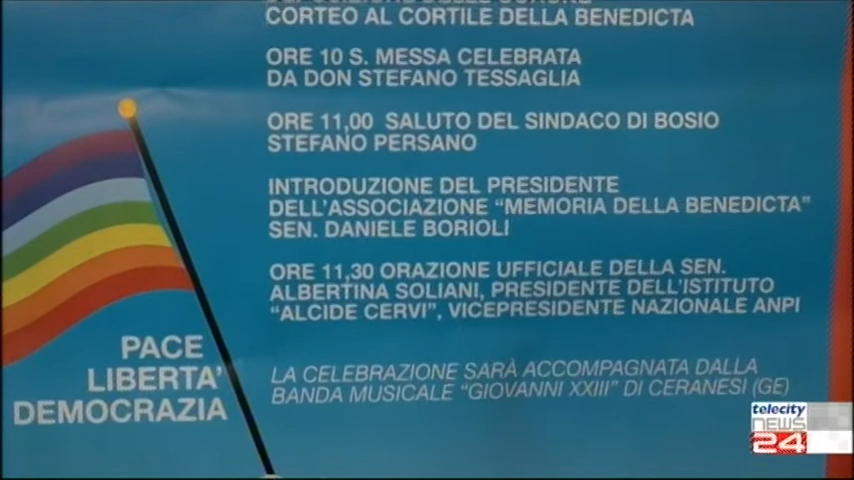 CORTEO AL CORTILE DELLA BENEDICTA
ORE 10 S. MESSA CELEBRATA
DA DON STEFANO TESSAGLIA
ORE 11,00 SALUTO DEL SINDACO DI BOSIO
STEFANO PERSANO
INTRODUZIONE DEL PRESIDENTE
DELL'ASSOCIAZIONE "MEMORIA DELLA BENEDICTA"
SEN. DANIELE BORIOLI
ORE 11,30 ORAZIONE UFFICIALE DELLA SEN.
ALBERTINA SOLIANI, PRESIDENTE DELL'ISTITUTO
"ALCIDE CERVI", VICEPRESIDENTE NAZIONALE ANPI
LA CELEBRAZIONE SARÀ ACCOMPAGNATA DALLA
BANDA MUSICALE "GIOVANNI XXIII" DI CERANESI (GE)
PACE
LIBERTA'
DEMOCRAZIA
telecity
NEWS
24